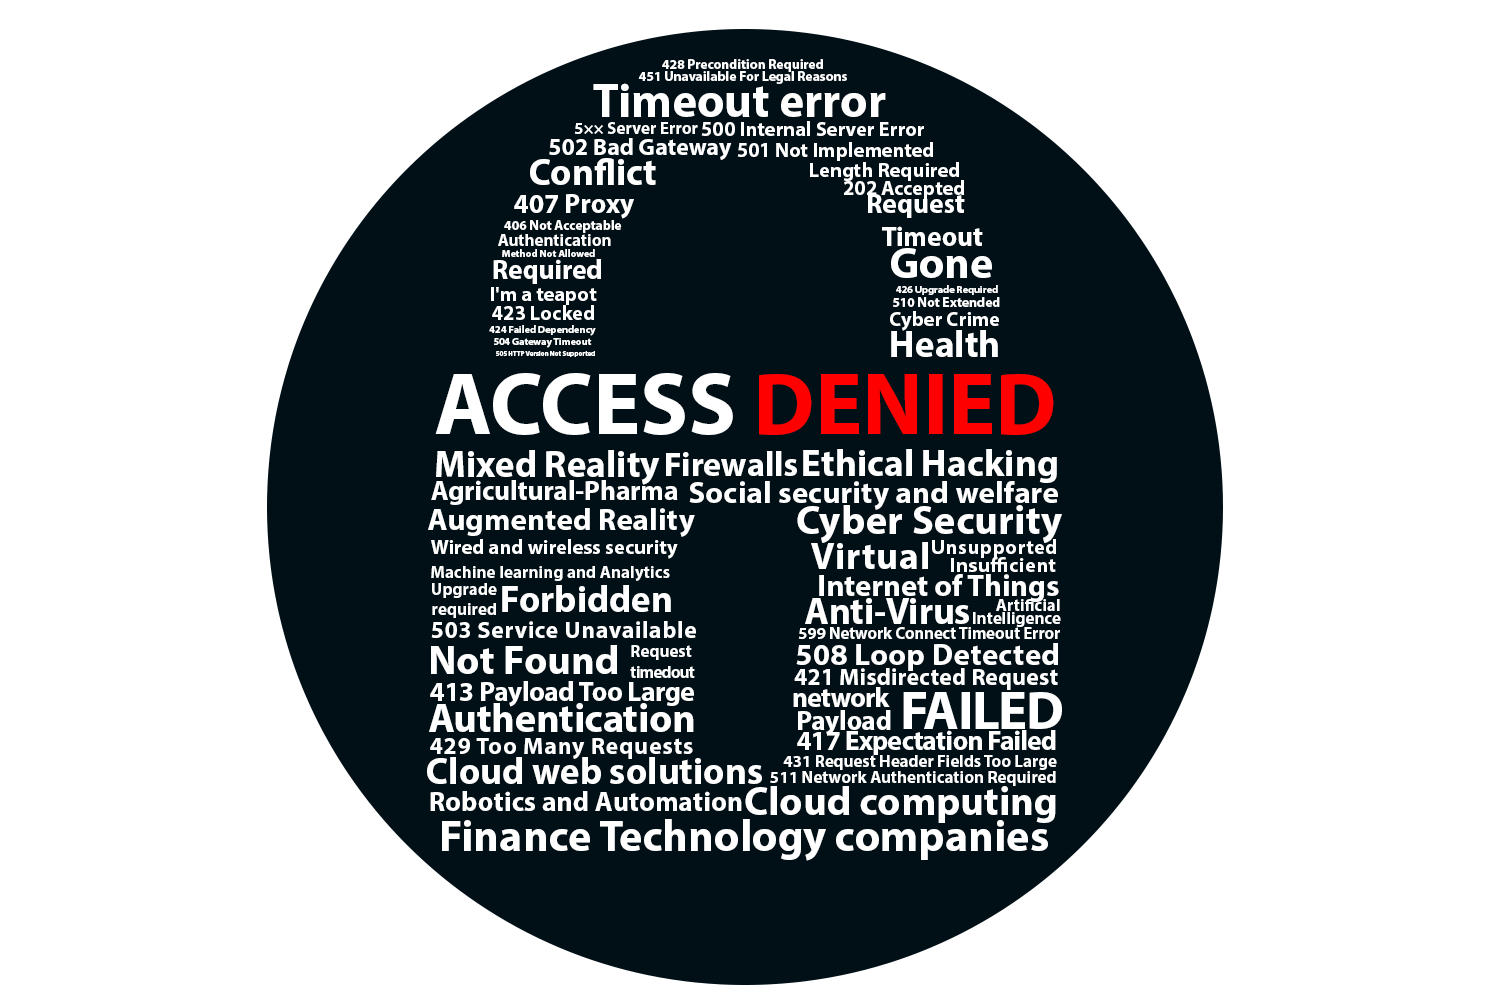 428 Precondition Required
451 Unavailable For Legal Reasons
Timeout error
5×× Server Error 500 Internal Server Error
502 Bad Gateway 501 Not Implemented
Conflict Length Required
202 Accepted
407 Proxy Request
406 Not Acceptable
Authentication Timeout
Method Not Allowed
Required Gone
I'm a teapot 426 Upgrade Required
423 Locked 510 Not Extended
424 Failed Dependency Cyber Crime
504 Gateway Timeout Health
505 HTTP Version Not Supported
ACCESS DENIED
Mixed Reality Firewalls Ethical Hacking
Agricultural-Pharma Social security and welfare
Augmented Reality Cyber Security
Wired and wireless security Virtual Unsupported
Insufficient
Machine learning and Analytics Internet of Things
Upgrade
required Forbidden Anti-Virus Artificial
Intelligence
503 Service Unavailable 599 Network Connect Timeout Error
Not Found Request
timedout 508 Loop Detected
421 Misdirected Request
413 Payload Too Large network
Payload FAILED
Authentication 417 Expectation Failed
429 Too Many Requests 431 Request Header Fields Too Large
Cloud web solutions 511 Network Authentication Required
Robotics and Automation Cloud computing
Finance Technology companies